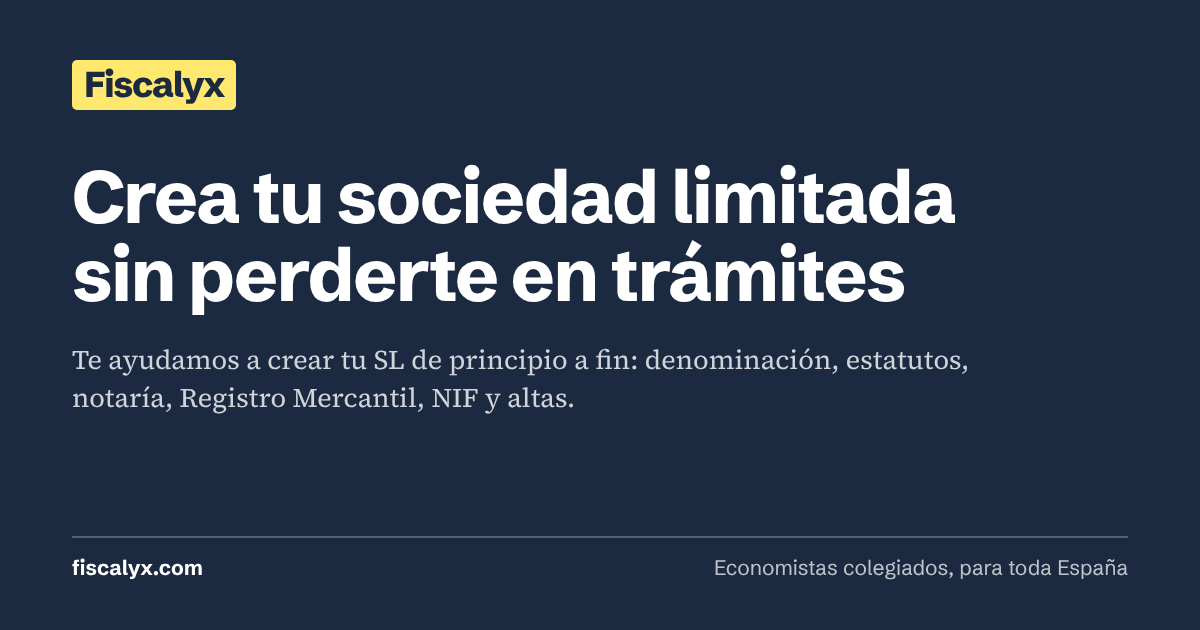 Fiscalyx
Crea tu sociedad limitada
sin perderte en trámites
Te ayudamos a crear tu SL de principio a fin: denominación, estatutos,
notaría, Registro Mercantil, NIF y altas.
fiscalyx.com
Economistas colegiados, para toda España